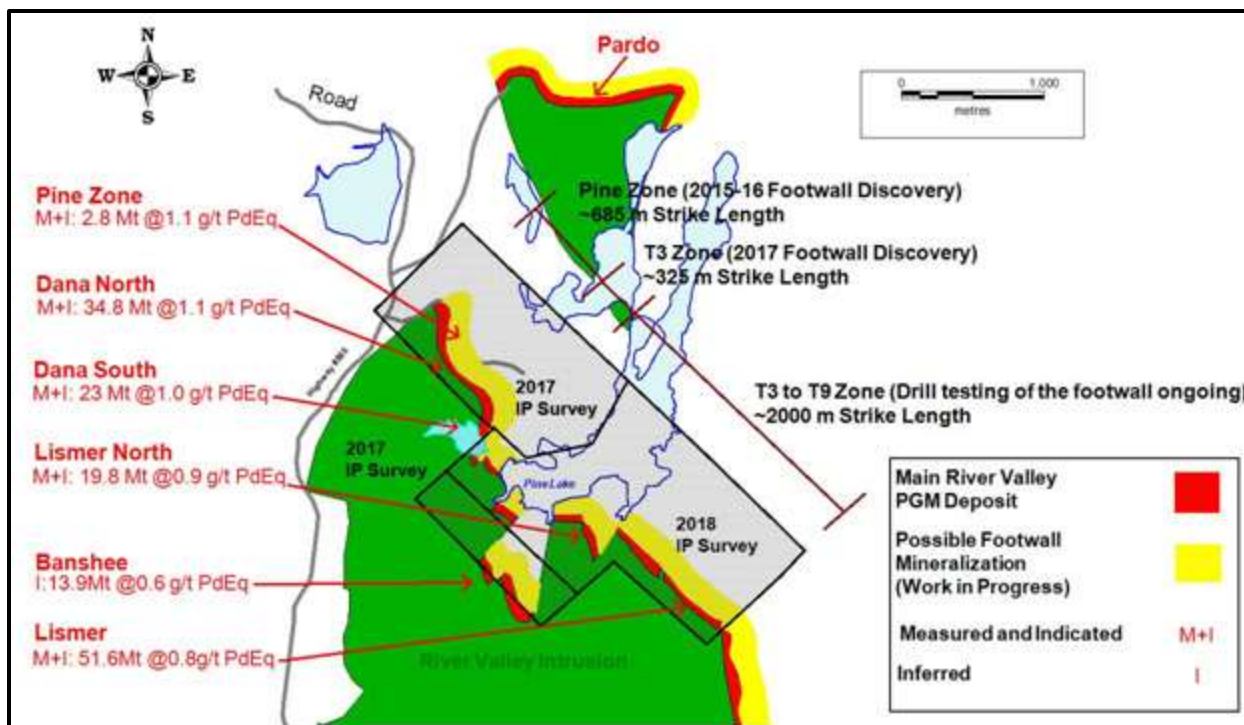 N
W E
S
Road
Pardo
0 1,000
metres
Pine Zone
M+I: 2.8 Mt @1.1 g/t PdEq
Dana North
M+I: 34.8 Mt @1.1 g/t PdEq
Dana South
M+I: 23 Mt @1.0 g/t PdEq
Lismer North
M+I: 19.8 Mt @0.9 g/t PdEq
Banshee
I:13.9Mt @0.6 g/t PdEq
Lismer
M+I: 51.6Mt @0.8g/t PdEq
Pine Zone (2015-16 Footwall Discovery)
~685 m Strike Length
T3 Zone (2017 Footwall Discovery)
~325 m Strike Length
T3 to T9 Zone (Drill testing of the footwall ongoing)
~2000 m Strike Length
Highway
2017
IP Survey
2017
IP Survey
Pine Lake
2018
IP Survey
River Valley Intrusion
Main River Valley
PGM Deposit
Possible Footwall
Mineralization
(Work in Progress)
Measured and Indicated M+I
Inferred I